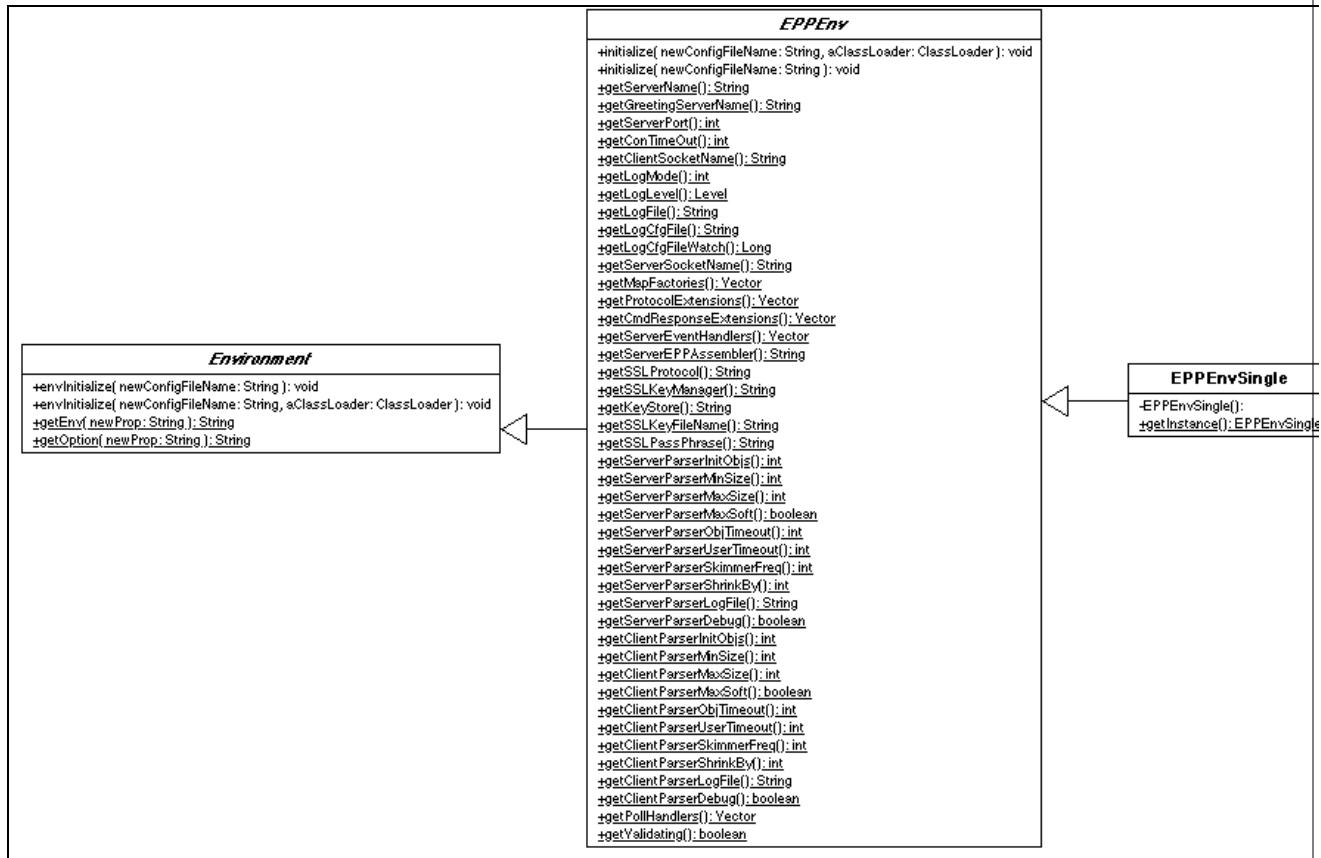 EPPEnv
+initialize( newConfigFileName: String, aClassLoader: ClassLoader ): void
+initialize( newConfigFileName: String ): void
+getServerName(): String
+getGreetingServerName(): String
+getServerPort(): int
+getConTimeOut(): int
+getClientSocketName(): String
+getLogMode(): int
+getLogLevel(): Level
+getLogFile(): String
+getLogCfgFile(): String
+getLogCfgFileWatch(): Long
+getServerSocketName(): String
+getMapFactories(): Vector
+getProtocolExtensions(): Vector
+getCmdResponseExtensions(): Vector
+getServerEventHandlers(): Vector
+getServerEPPAssembler(): String
+getSSLProtocol(): String
+getSSLKeyManager(): String
+getKeyStore(): String
+getSSLKeyFileName(): String
+getSSLPassPhrase(): String
+getServerParserInitObjs(): int
+getServerParserMinSize(): int
+getServerParserMaxSize(): int
+getServerParserMaxSoft(): boolean
+getServerParserObjTimeout(): int
+getServerParserUserTimeout(): int
+getServerParserSkimmerFreq(): int
+getServerParserShrinkBy(): int
+getServerParserLogFile(): String
+getServerParserDebug(): boolean
+getClientParserInitObjs(): int
+getClientParserMinSize(): int
+getClientParserMaxSize(): int
+getClientParserMaxSoft(): boolean
+getClientParserObjTimeout(): int
+getClientParserUserTimeout(): int
+getClientParserSkimmerFreq(): int
+getClientParserShrinkBy(): int
+getClientParserLogFile(): String
+getClientParserDebug(): boolean
+getPollHandlers(): Vector
+getValidating(): boolean
Environment
+envInitialize( newConfigFileName: String ): void
+envInitialize( newConfigFileName: String, aClassLoader: ClassLoader ): void
+getEnv( newProp: String ): String
+getOption( newProp: String ): String
EPPEnvSingle
-EPPEnvSingle():
+getInstance(): EPPEnvSingle